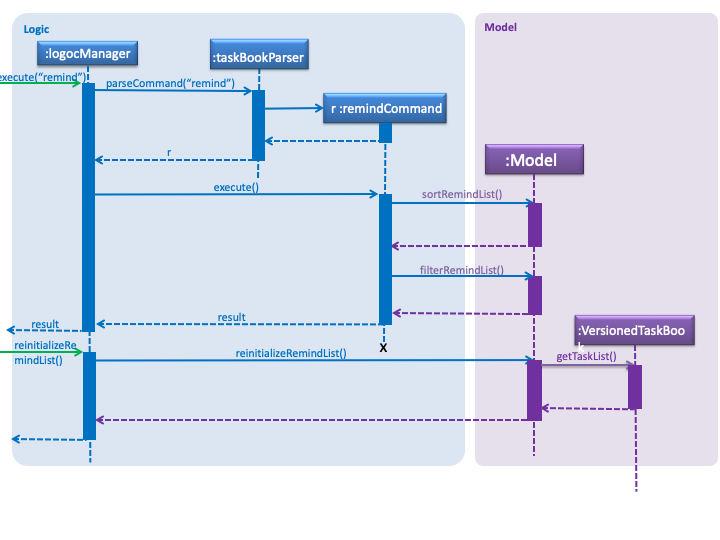 Logic
Model
:logocManager
:taskBookParser
execute(“remind”)
parseCommand(“remind”)
r :remindCommand
r
:Model
execute()
sortRemindList()
filterRemindList()
result
result
:VersionedTaskBoo
k
X
reinitializeRe
mindList()
reinitializeRemindList()
getTaskList()